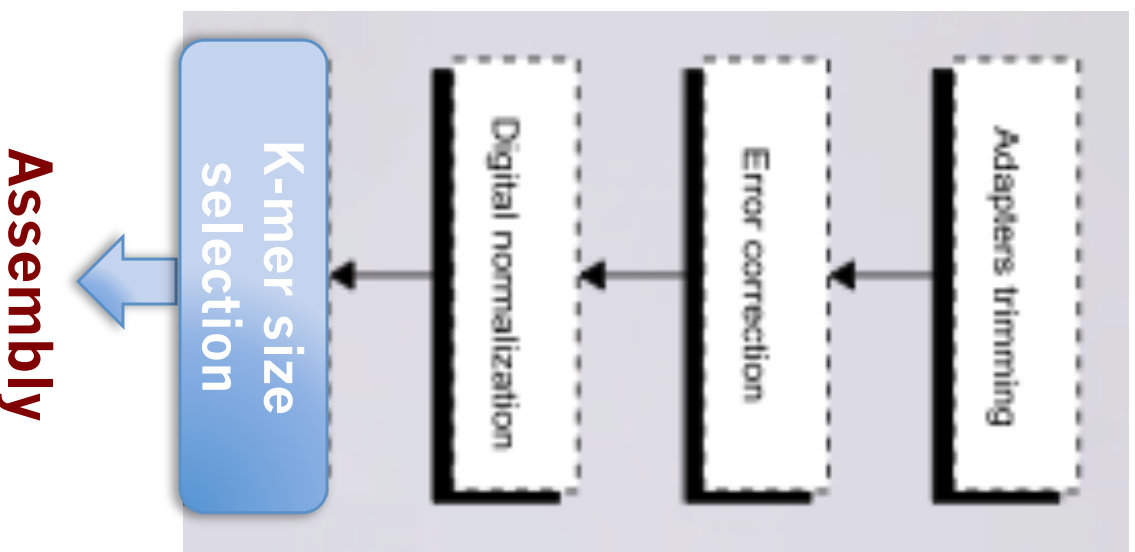 Adapters trimming
Error correction
Digital normalization
K-mer size
selection
Assembly